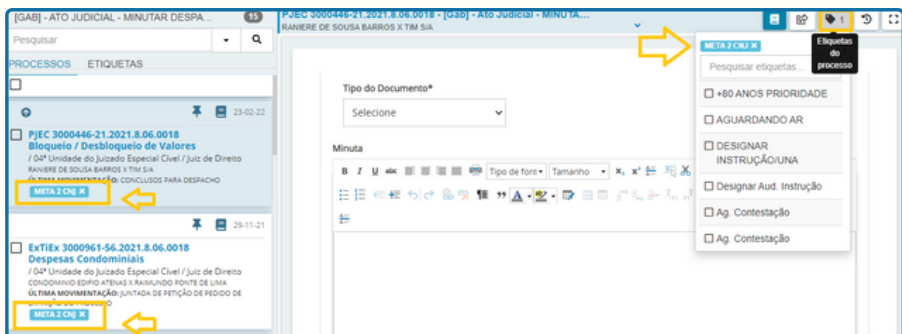 [GAB] - ATO JUDICIAL - MINUTAR DESPA...
15
Pesquisar
PROCESSOS ETIQUETAS
23-02-22
PJEC 3000446-21.2021.8.06.0018
Bloqueio / Desbloqueio de Valores
/ 04ª Unidade do Juizado Especial Cível / Juiz de Direito
RANIERE DE SOUSA BARROS X TIM S/A
ÚLTIMA MOVIMENTAÇÃO: CONCLUSOS PARA DESPACHO
META 2 CNJ ×
29-11-21
ExTiEx 3000961-56.2021.8.06.0018
Despesas Condominiais
/ 04ª Unidade do Juizado Especial Cível / Juiz de Direito
CONDOMINIO EDIFIO ATENAS X RAIMUNDO PONTE DE LIMA
ÚLTIMA MOVIMENTAÇÃO: JUNTADA DE PETIÇÃO DE PEDIDO DE
META 2 CNJ ×
PJEC 3000446-21.2021.8.06.0018 - [Gab] - Ato Judicial - MINUTA...
RANIERE DE SOUSA BARROS X TIM S/A
1
Etiquetas
do
processo
META 2 CNJ ×
Pesquisar etiquetas...
+80 ANOS PRIORIDADE
AGUARDANDO AR
DESIGNAR
INSTRUÇÃO/UNA
Designar Aud. Instrução
Ag. Contestação
Ag. Contestação
Tipo do Documento*
Selecione
Minuta
B I U abc Tipo de font Tamanho